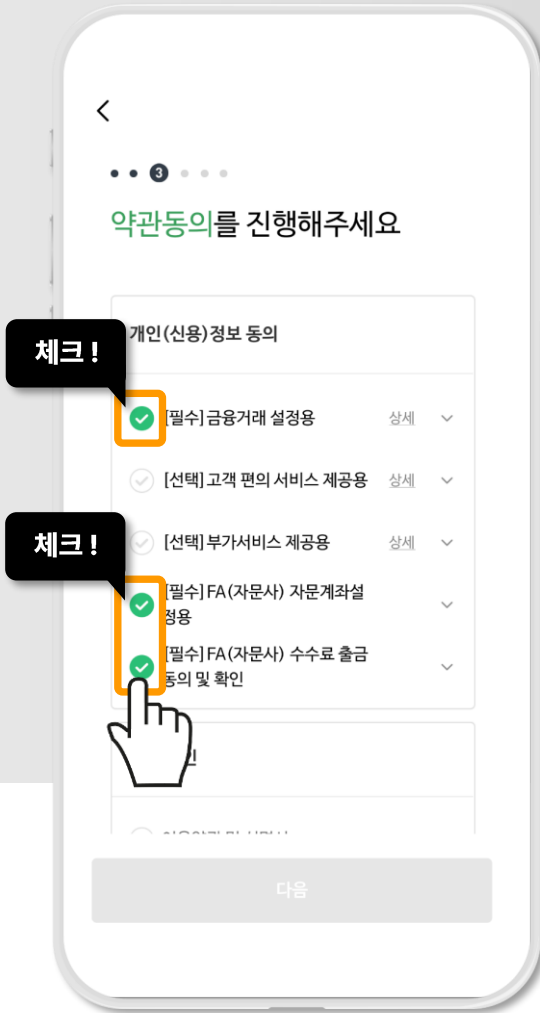 3
약관동의를 진행해주세요
개인(신용)정보 동의
체크!
[필수]금융거래 설정용 상세
[선택]고객 편의 서비스 제공용 상세
[선택]부가서비스 제공용 상세
체크!
[필수]FA(자문사) 자문계좌설
정용
[필수]FA(자문사) 수수료 출금
동의 및 확인
다음